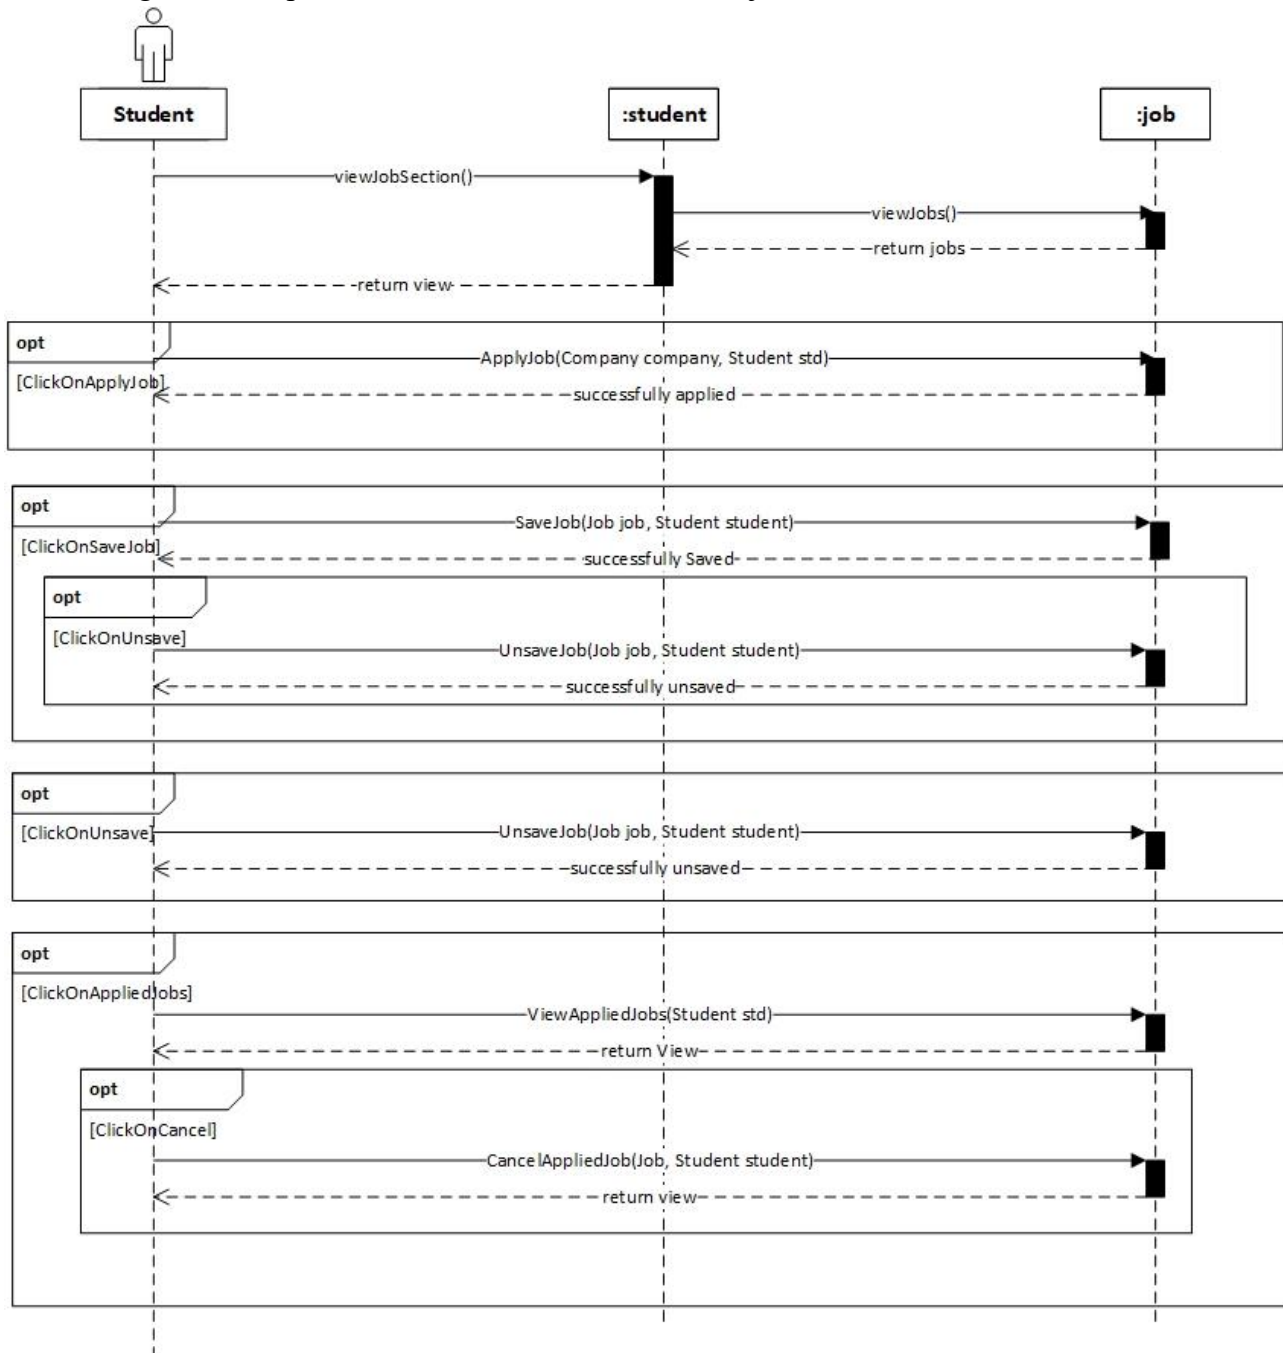 Student
:student
:job
viewJobSection()
viewJobs()
return jobs
return view
opt
ApplyJob(Company company, Student std)
[ClickOnApplyJob]
successfully applied
opt
SaveJob(Job job, Student student)
[ClickOnSaveJob]
successfully Saved
opt
[ClickOnUnsave]
UnsaveJob(Job job, Student student)
successfully unsaved
opt
[ClickOnUnsave]
UnsaveJob(Job job, Student student)
successfully unsaved
opt
[ClickOnAppliedJobs]
ViewAppliedJobs(Student std)
return View
opt
[ClickOnCancel]
CancelAppliedJob(Job, Student student)
return view